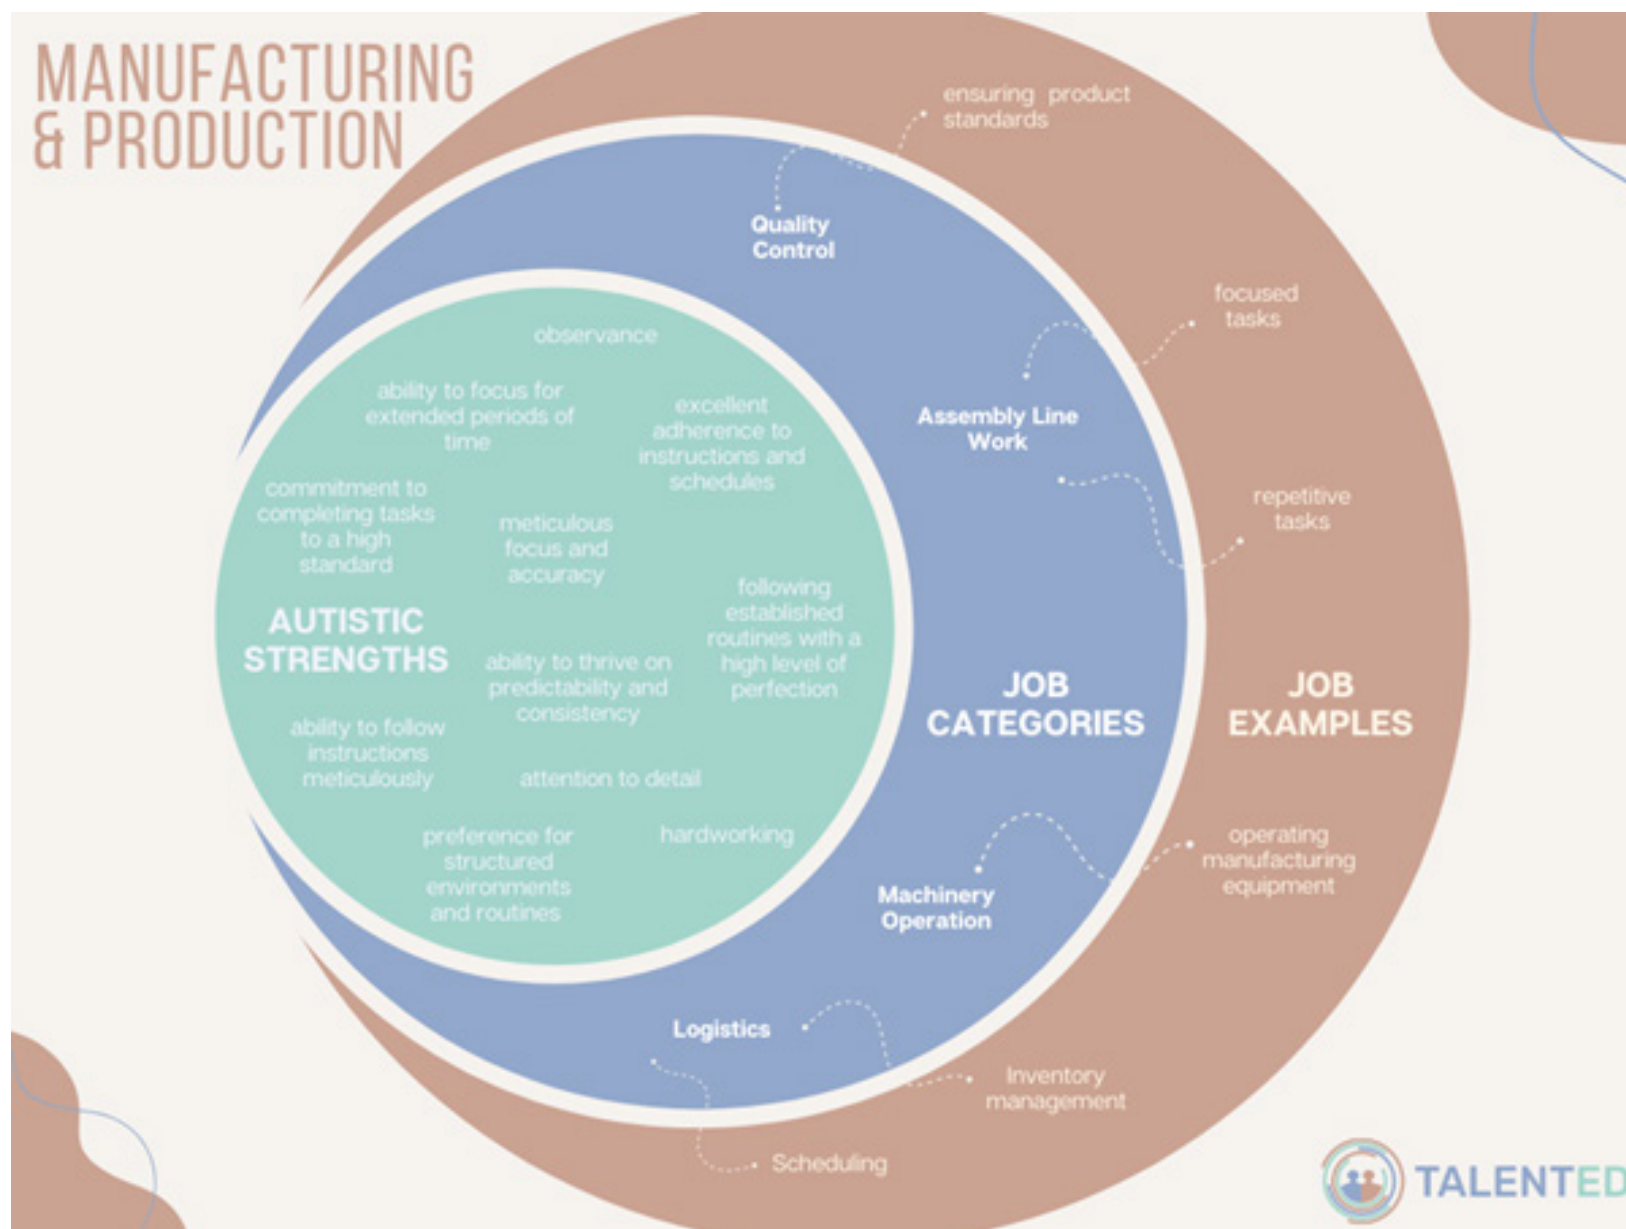 MANUFACTURING
& PRODUCTION
ensuring product
standards
Quality
Control
focused
tasks
Assembly Line
Work
repetitive
tasks
observance
ability to focus for
extended periods of
time
excellent
adherence to
instructions and
schedules
commitment to
completing tasks
to a high
standard
meticulous
focus and
accuracy
following
established
routines with a
high level of
perfection
AUTISTIC
STRENGTHS
ability to thrive on
predictability and
consistency
ability to follow
instructions
meticulously
attention to detail
preference for
structured
environments
and routines
hardworking
JOB
CATEGORIES
JOB
EXAMPLES
Machinery
Operation
operating
manufacturing
equipment
Logistics
Inventory
management
Scheduling
TALENTED